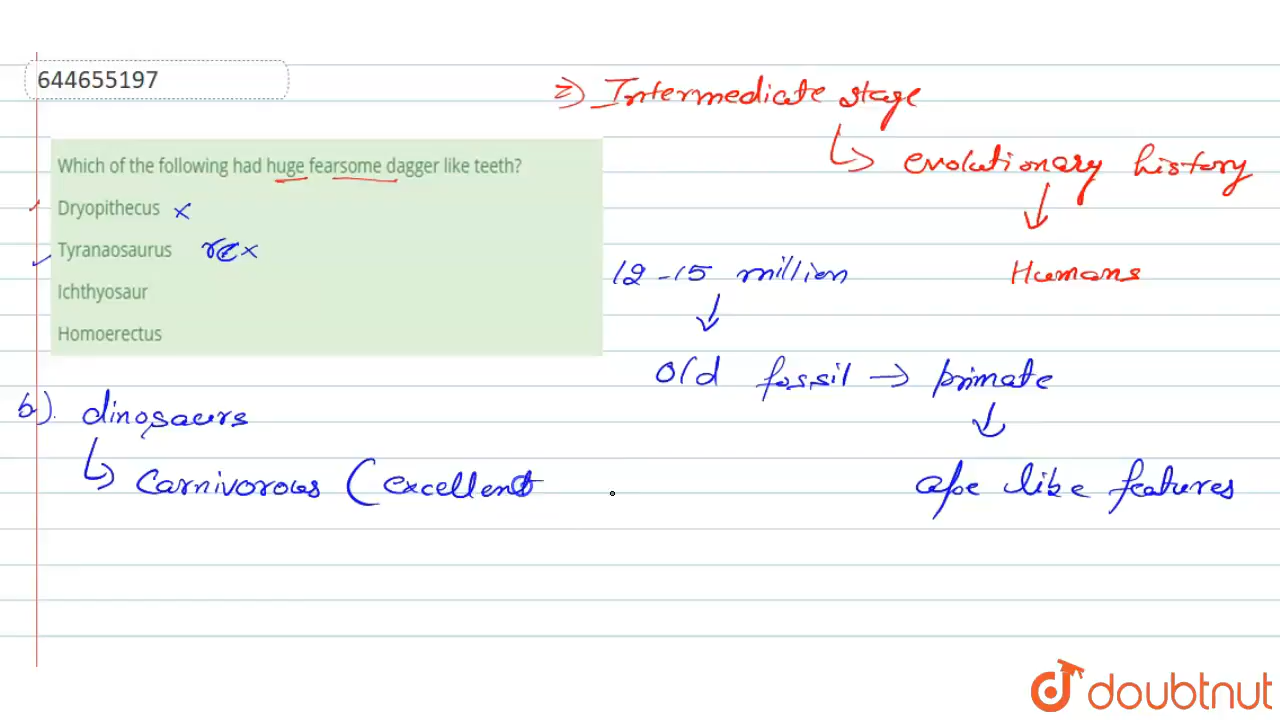 644655197
Which of the following had huge fearsome dagger like teeth?
Dryopithecus x
Tyranaosaurus rex
Ichthyosaur
Homoerectus
b). dinosaurs
↳ Carnivorous (excellent
⇒ Intermediate stage
↳ evolutionary history
↓
Humans
12-15 million
↓
old fossil → primate
↓
ape like features
doubtnut